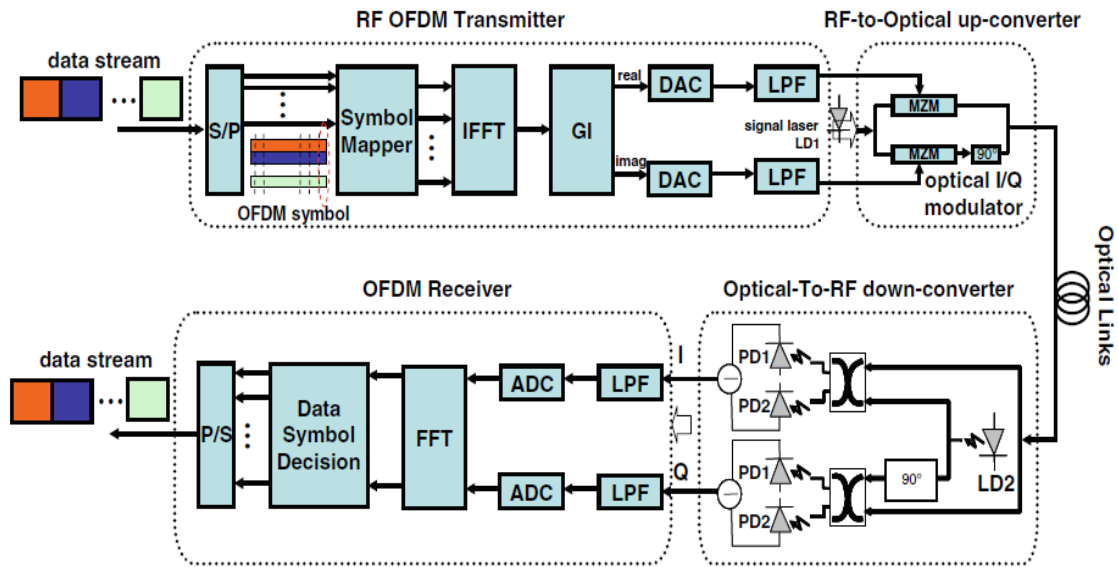 RF OFDM Transmitter
RF-to-Optical up-converter
data stream
S/P
Symbol
Mapper
OFDM symbol
IFFT
GI
real
imag
DAC
LPF
DAC
LPF
signal laser
LD1
MZM
MZM
90°
optical I/Q
modulator
Optical Links
OFDM Receiver
Optical-To-RF down-converter
data stream
P/S
Data
Symbol
Decision
FFT
ADC
LPF
I
ADC
LPF
Q
PD1
PD2
PD1
PD2
90°
LD2